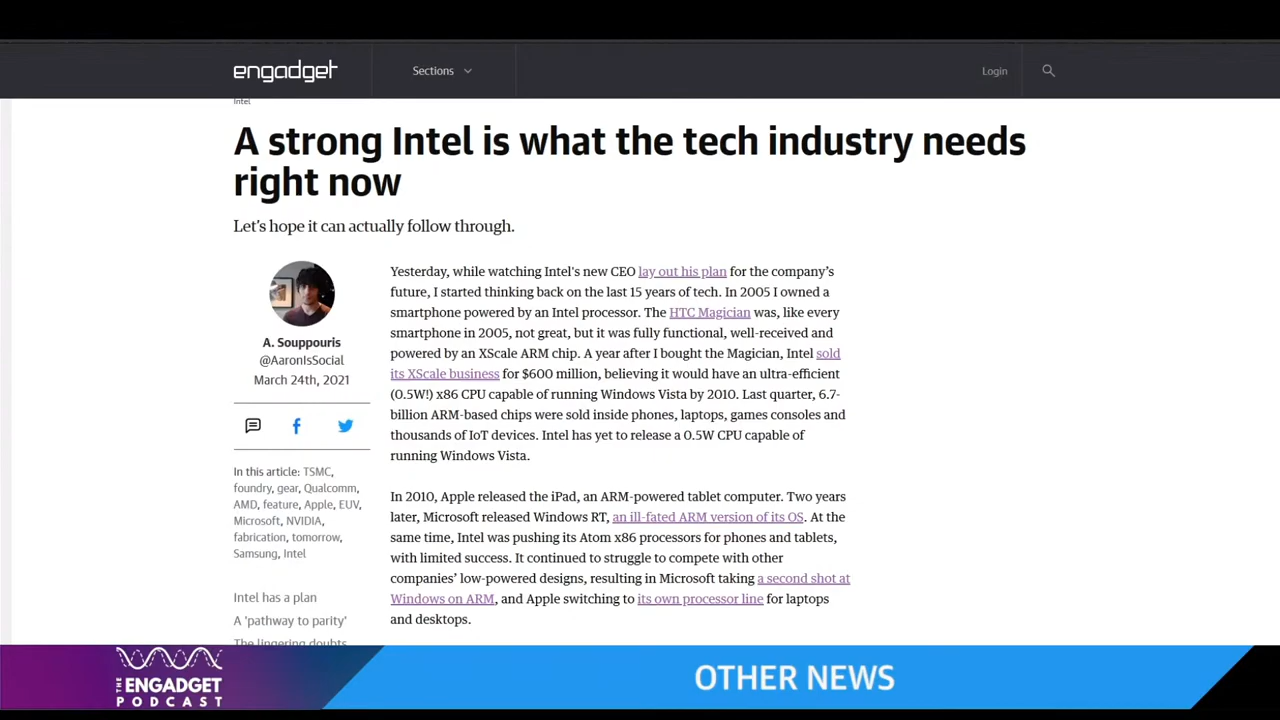 engadget
Sections
Login
Intel
A strong Intel is what the tech industry needs
right now
Let's hope it can actually follow through.
A. Souppouris
@AaronIsSocial
March 24th, 2021
In this article: TSMC,
foundry, gear, Qualcomm,
AMD, feature, Apple, EUV,
Microsoft, NVIDIA,
fabrication, tomorrow,
Samsung, Intel
Intel has a plan
A 'pathway to parity'
The lingering doubts
Yesterday, while watching Intel's new CEO lay out his plan for the company's
future, I started thinking back on the last 15 years of tech. In 2005 I owned a
smartphone powered by an Intel processor. The HTC Magician was, like every
smartphone in 2005, not great, but it was fully functional, well-received and
powered by an XScale ARM chip. A year after I bought the Magician, Intel sold
its XScale business for $600 million, believing it would have an ultra-efficient
(0.5W!) x86 CPU capable of running Windows Vista by 2010. Last quarter, 6.7-
billion ARM-based chips were sold inside phones, laptops, games consoles and
thousands of IoT devices. Intel has yet to release a 0.5W CPU capable of
running Windows Vista.
In 2010, Apple released the iPad, an ARM-powered tablet computer. Two years
later, Microsoft released Windows RT, an ill-fated ARM version of its OS. At the
same time, Intel was pushing its Atom x86 processors for phones and tablets,
with limited success. It continued to struggle to compete with other
companies' low-powered designs, resulting in Microsoft taking a second shot at
Windows on ARM, and Apple switching to its own processor line for laptops
and desktops.
THE ENGADGET
PODCAST
OTHER NEWS